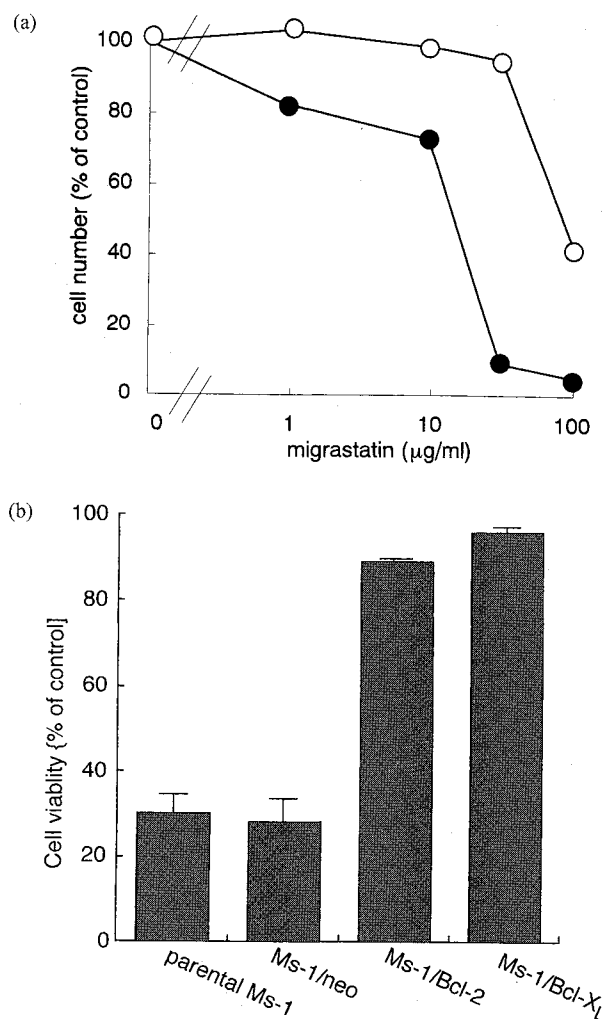 (a)
100
80
60
40
20
0
cell number (% of control)
0 1 10 100
migrastatin (µg/ml)
(b)
100
80
60
40
20
0
Cell viablity {% of control]
parental Ms-1
Ms-1/neo
Ms-1/Bcl-2
Ms-1/Bcl-XL